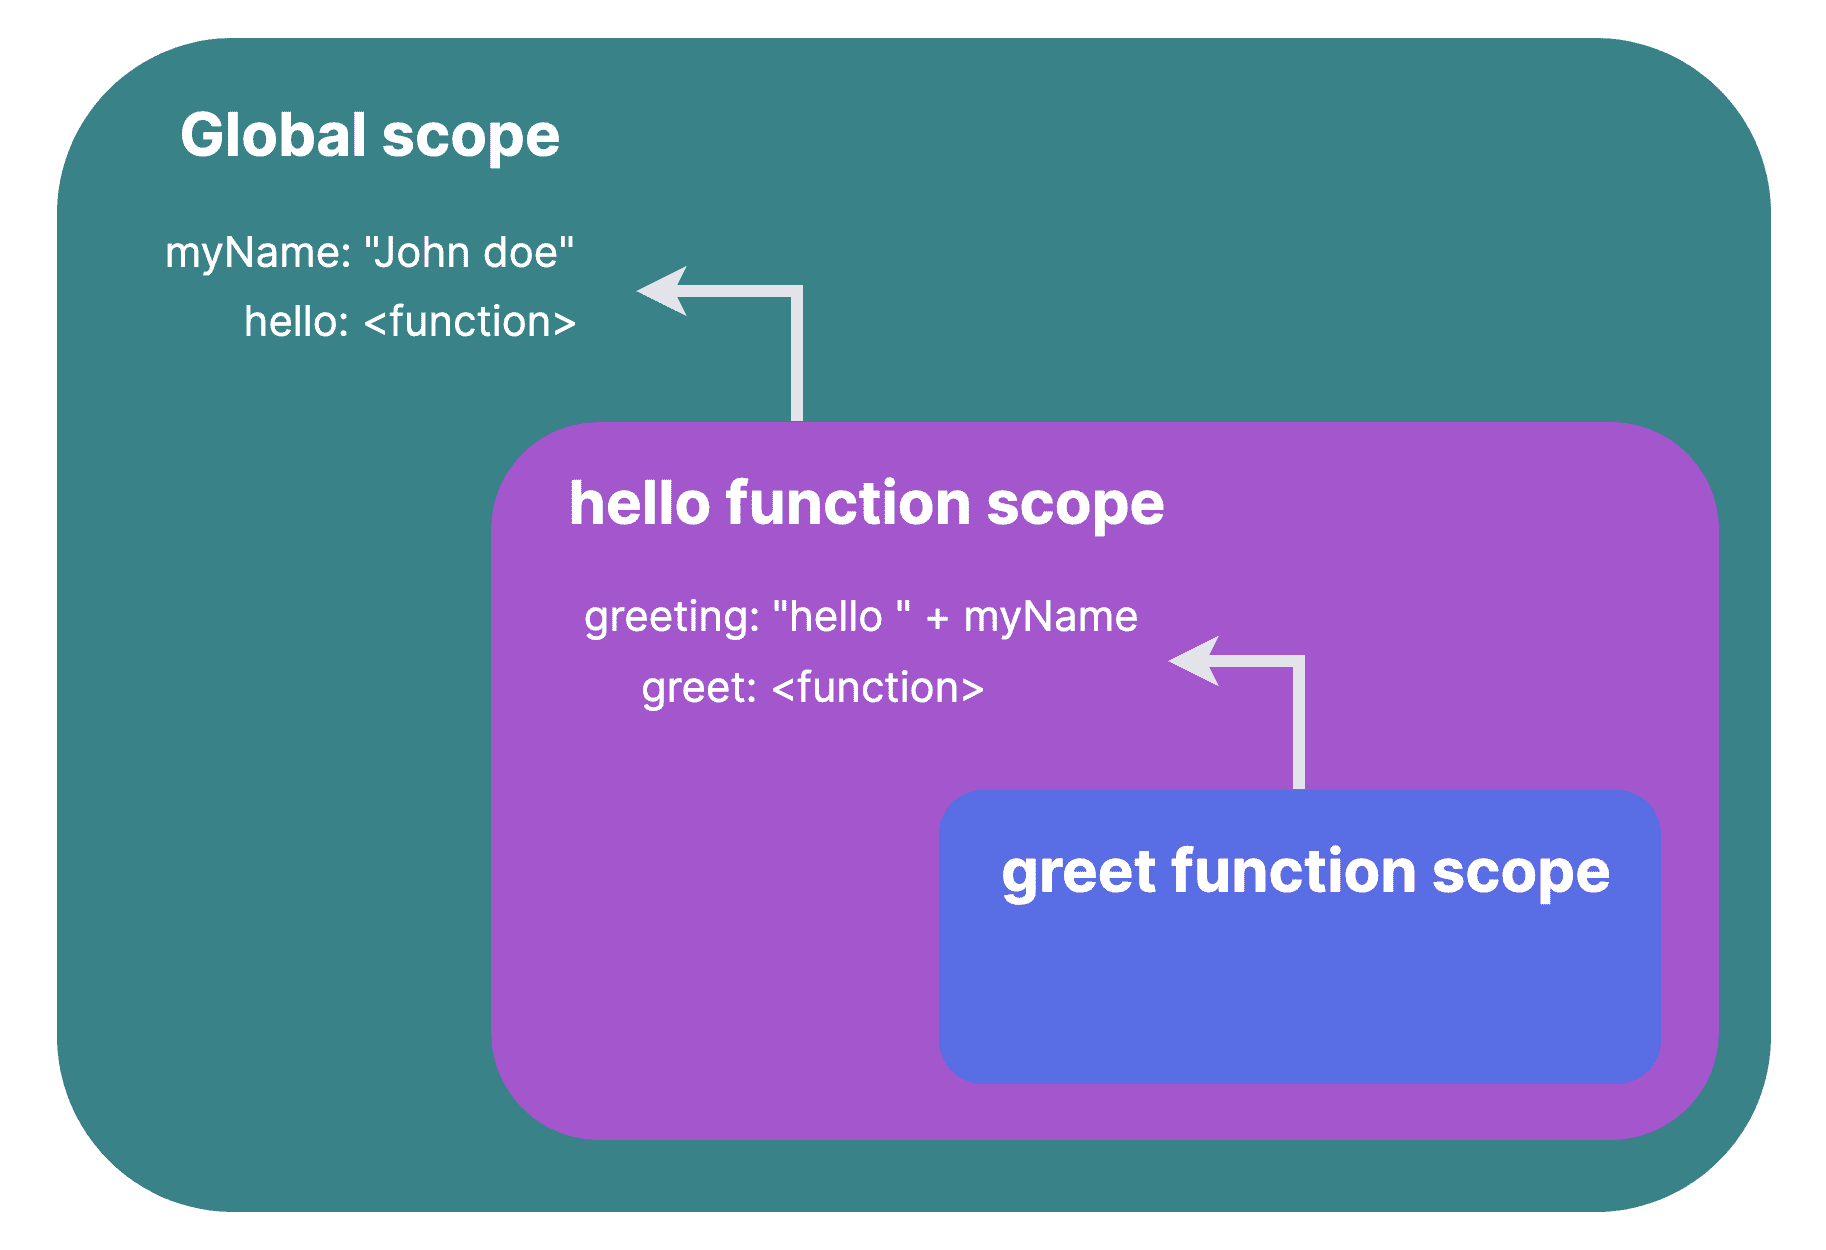 Global scope
myName: "John doe"
hello: <function>
hello function scope
greeting: "hello " + myName
greet: <function>
greet function scope